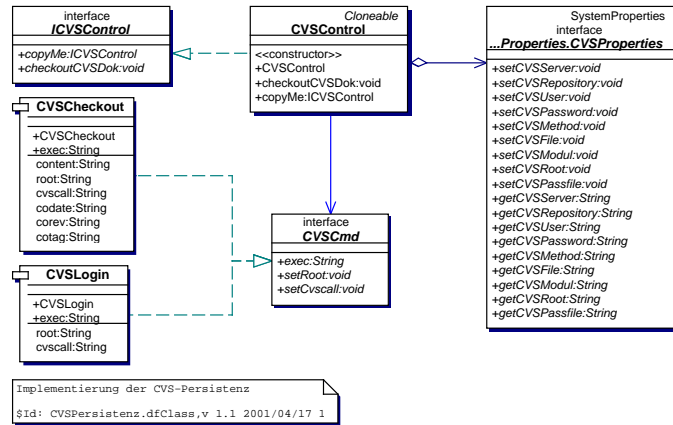 interface
ICVSControl
+copyMe:ICVSControl
+checkoutCVSDok:void
Cloneable
CVSControl
<<constructor>>
+CVSControl
+checkoutCVSDok:void
+copyMe:ICVSControl
SystemProperties
interface
...Properties.CVSProperties
+setCVSServer:void
+setCVSRepository:void
+setCVSUser:void
+setCVSPassword:void
+setCVSMethod:void
+setCVSFile:void
+setCVSModul:void
+setCVSRoot:void
+setCVSPassfile:void
+getCVSServer:String
+getCVSRepository:String
+getCVSUser:String
+getCVSPassword:String
+getCVSMethod:String
+getCVSFile:String
+getCVSModul:String
+getCVSRoot:String
+getCVSPassfile:String
CVSCheckout
+CVSCheckout
+exec:String
content:String
root:String
cvscall:String
codate:String
corev:String
cotag:String
interface
CVSCmd
+exec:String
+setRoot:void
+setCvscall:void
CVSLogin
+CVSLogin
+exec:String
root:String
cvscall:String
Implementierung der CVS-Persistenz
$Id: CVSPersistenz.dfClass,v 1.1 2001/04/17 1